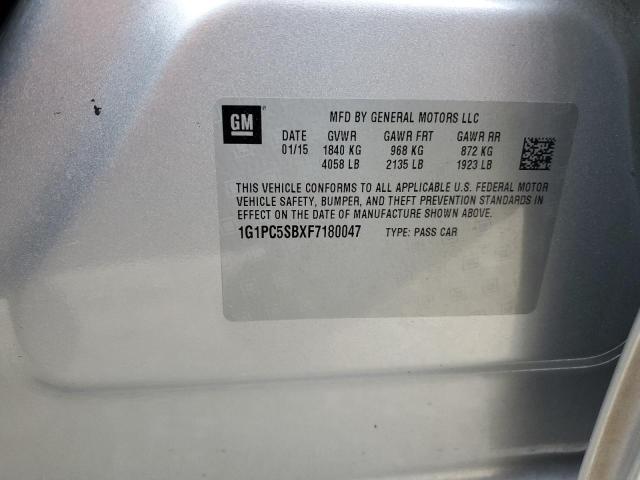 GM
MFD BY GENERAL MOTORS LLC
DATE GVWR GAWR FRT GAWR RR
01/15 1840 KG 968 KG 872 KG
4058 LB 2135 LB 1923 LB
THIS VEHICLE CONFORMS TO ALL APPLICABLE U.S. FEDERAL MOTOR
VEHICLE SAFETY, BUMPER, AND THEFT PREVENTION STANDARDS IN
EFFECT ON THE DATE OF MANUFACTURE SHOWN ABOVE.
1G1PC5SBXF7180047 TYPE: PASS CAR